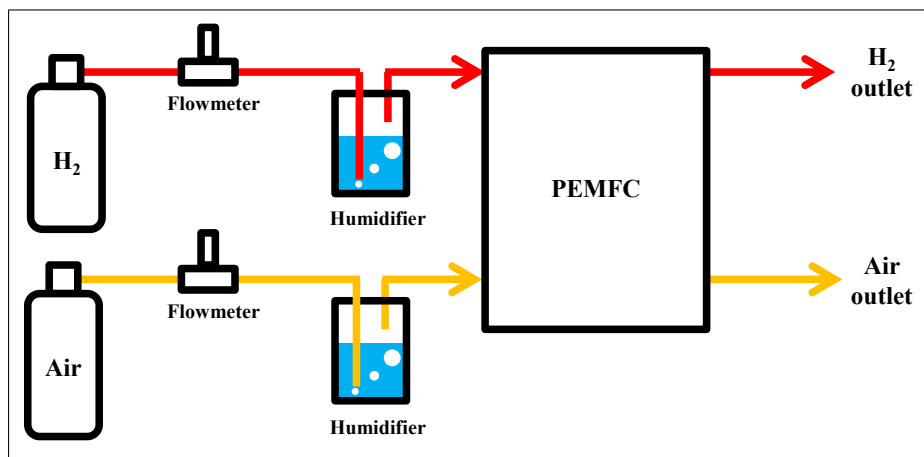 H₂
outlet
Flowmeter
H₂
PEMFC
Humidifier
Air
outlet
Flowmeter
Air
Humidifier